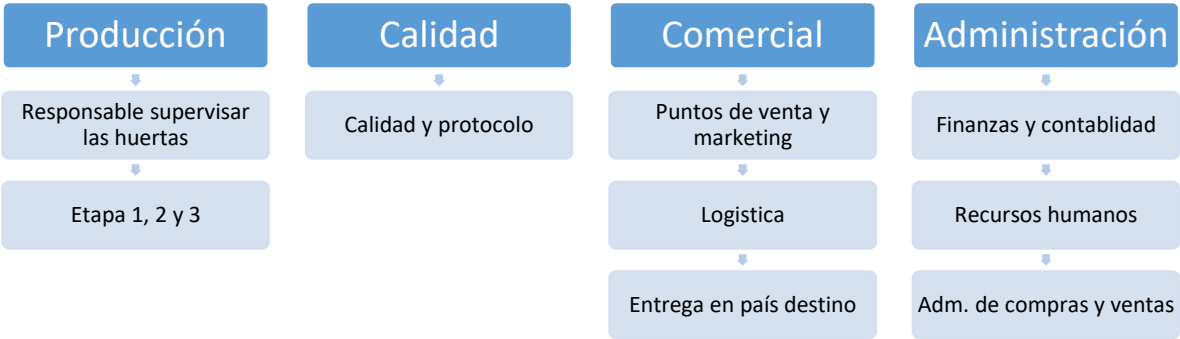 Producción
Responsable supervisar
las huertas
Etapa 1, 2 y 3
Calidad
Calidad y protocolo
Comercial
Puntos de venta y
marketing
Logistica
Entrega en país destino
Administración
Finanzas y contablidad
Recursos humanos
Adm. de compras y ventas